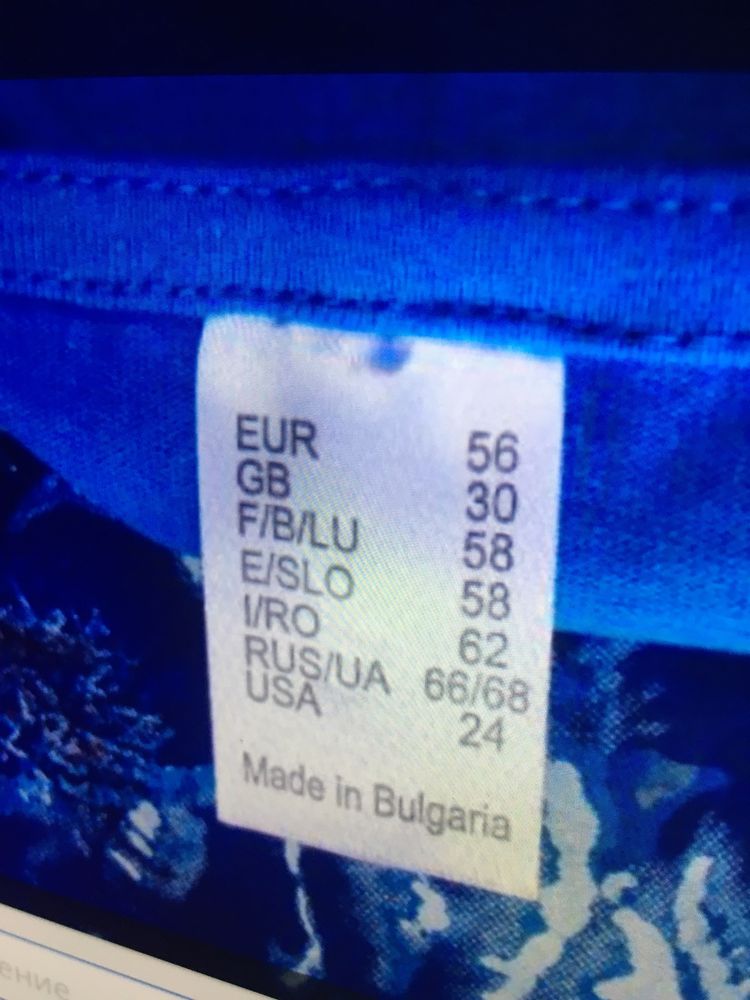 EUR 56
GB 30
F/B/LU 58
E/SLO 58
I/RO 62
RUS/UA 66/68
USA 24
Made in Bulgaria
ение